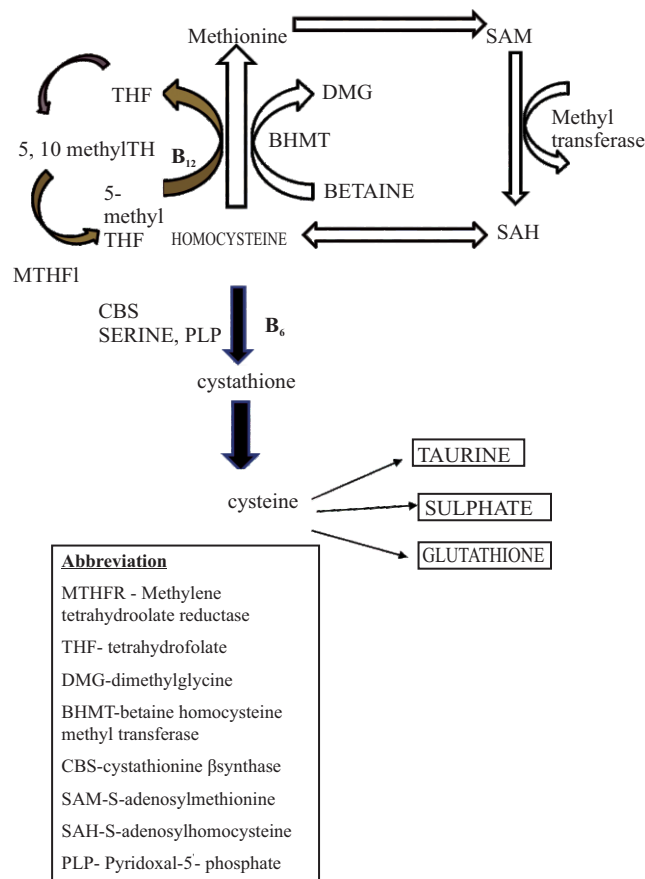 Methionine
SAM
THF
DMG
Methyl
transferase
5, 10 methylTH
B12
BHMT
5-
methyl
THF
BETAINE
HOMOCYSTEINE
SAH
MTHFl
CBS
SERINE, PLP
B6
cystathione
cysteine
TAURINE
SULPHATE
GLUTATHIONE
Abbreviation
MTHFR - Methylene
tetrahydroolate reductase
THF- tetrahydrofolate
DMG-dimethylglycine
BHMT-betaine homocysteine
methyl transferase
CBS-cystathionine βsynthase
SAM-S-adenosylmethionine
SAH-S-adenosylhomocysteine
PLP- Pyridoxal-5'- phosphate